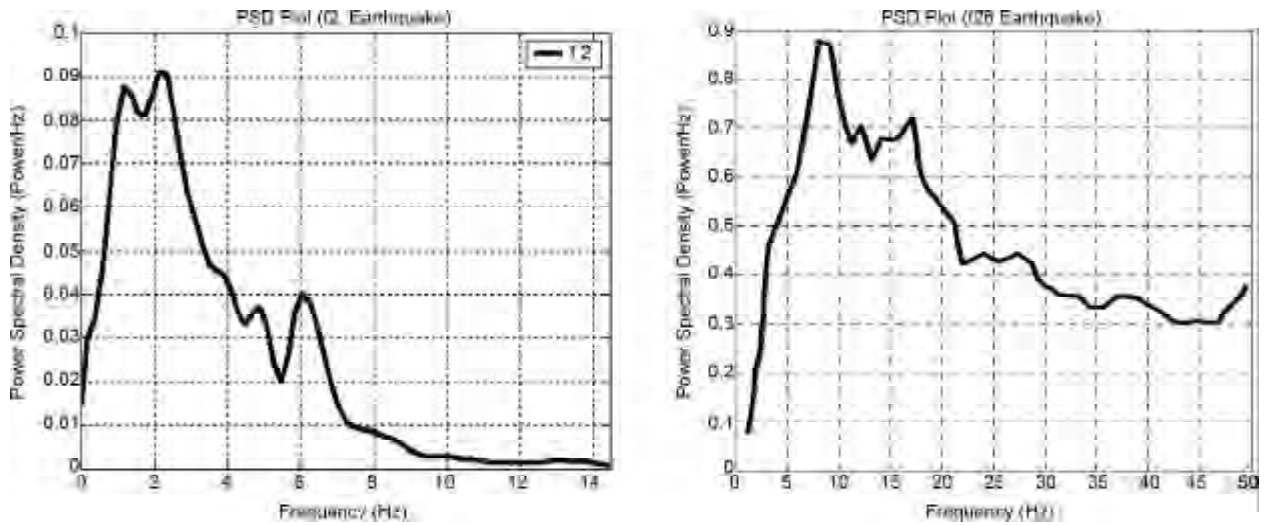 PSD Plot (f2 Earthquake)
0.1
0.09
0.08
0.07
0.06
0.05
0.04
0.03
0.02
0.01
0
Power Spectral Density (Power/Hz)
0 2 4 6 8 10 12 14
Frequency (Hz)
PSD Plot (f26 Earthquake)
0.9
0.8
0.7
0.6
0.5
0.4
0.3
0.2
0.1
0
Power Spectral Density (Power/Hz)
0 5 10 15 20 25 30 35 40 45 50
Frequency (Hz)